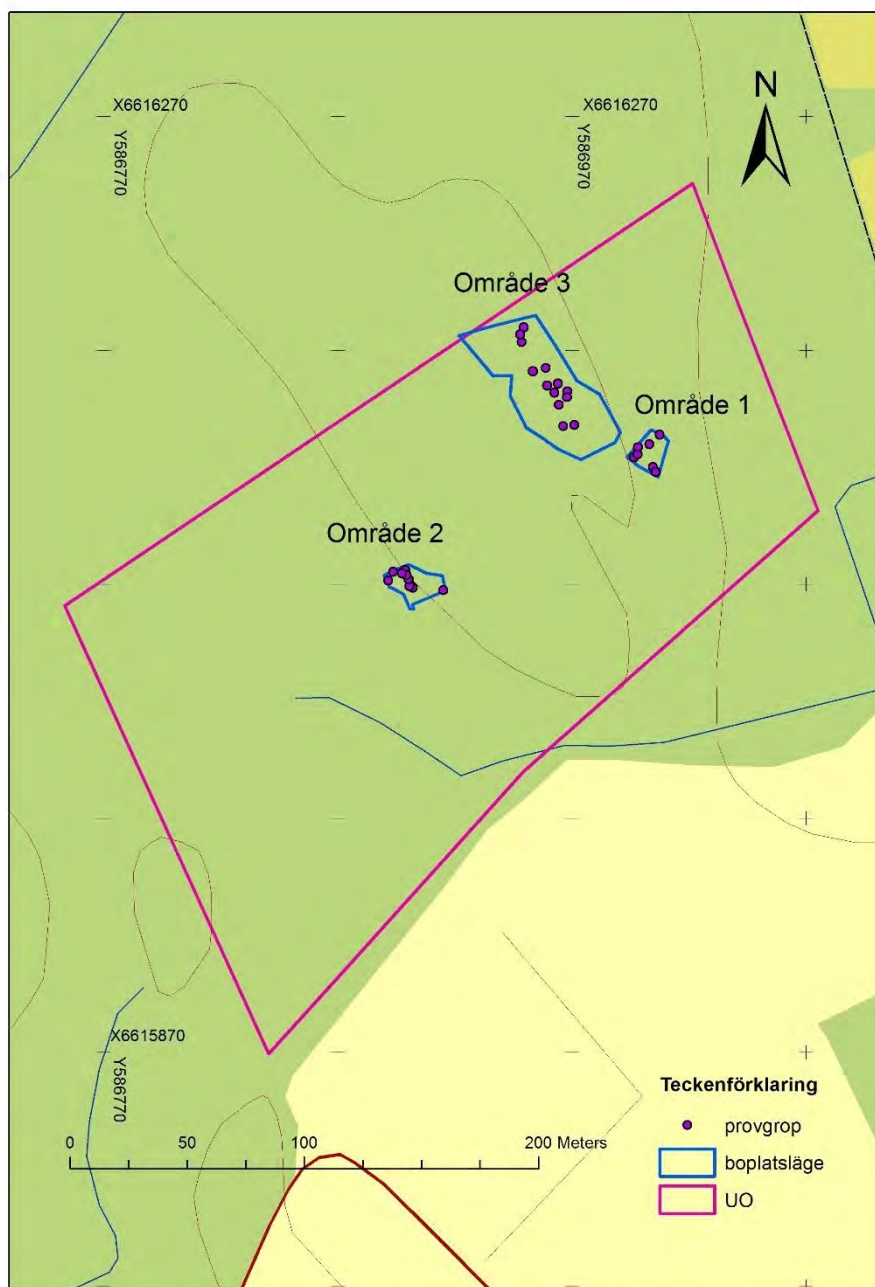 X6616270
Y586770
X6616270
Y586970
N
Område 3
Område 1
Område 2
X6615870
Y586770
0 50 100 200 Meters
Teckenförklaring
provgrop
boplatsläge
UO